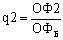 q2 = ОФ2 / ОФБ